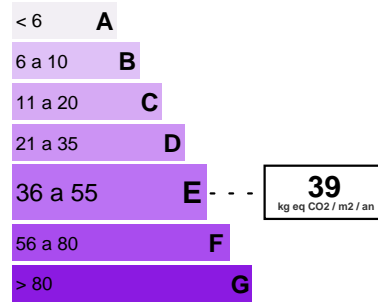 < 6 A
6 a 10 B
11 a 20 C
21 a 35 D
36 a 55 E
39
kg eq CO2 / m2 / an
56 a 80 F
> 80 G